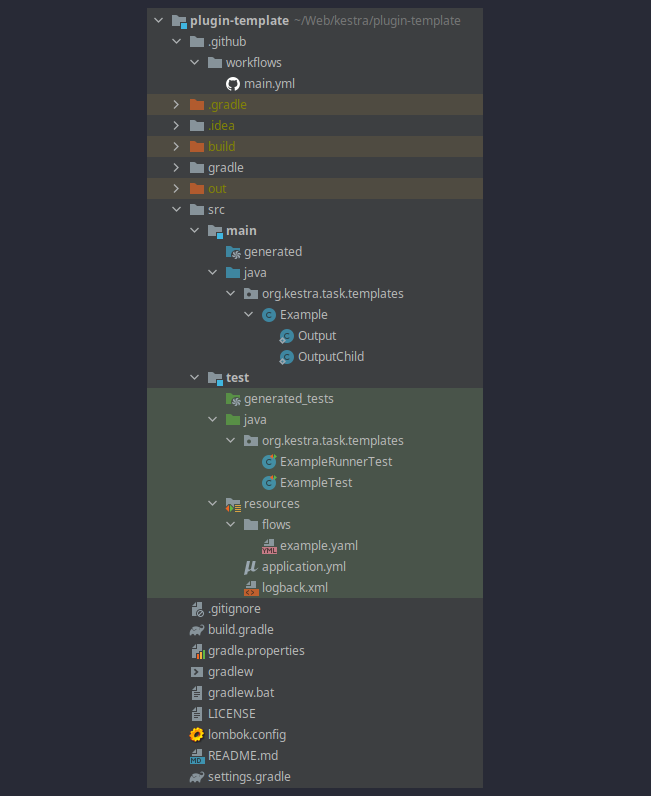 plugin-template ~/Web/kestra/plugin-template
.github
workflows
main.yml
.gradle
.idea
build
gradle
out
src
main
generated
java
org.kestra.task.templates
Example
Output
OutputChild
test
generated_tests
java
org.kestra.task.templates
ExampleRunnerTest
ExampleTest
resources
flows
example.yaml
application.yml
logback.xml
.gitignore
build.gradle
gradle.properties
gradlew
gradlew.bat
LICENSE
lombok.config
README.md
settings.gradle